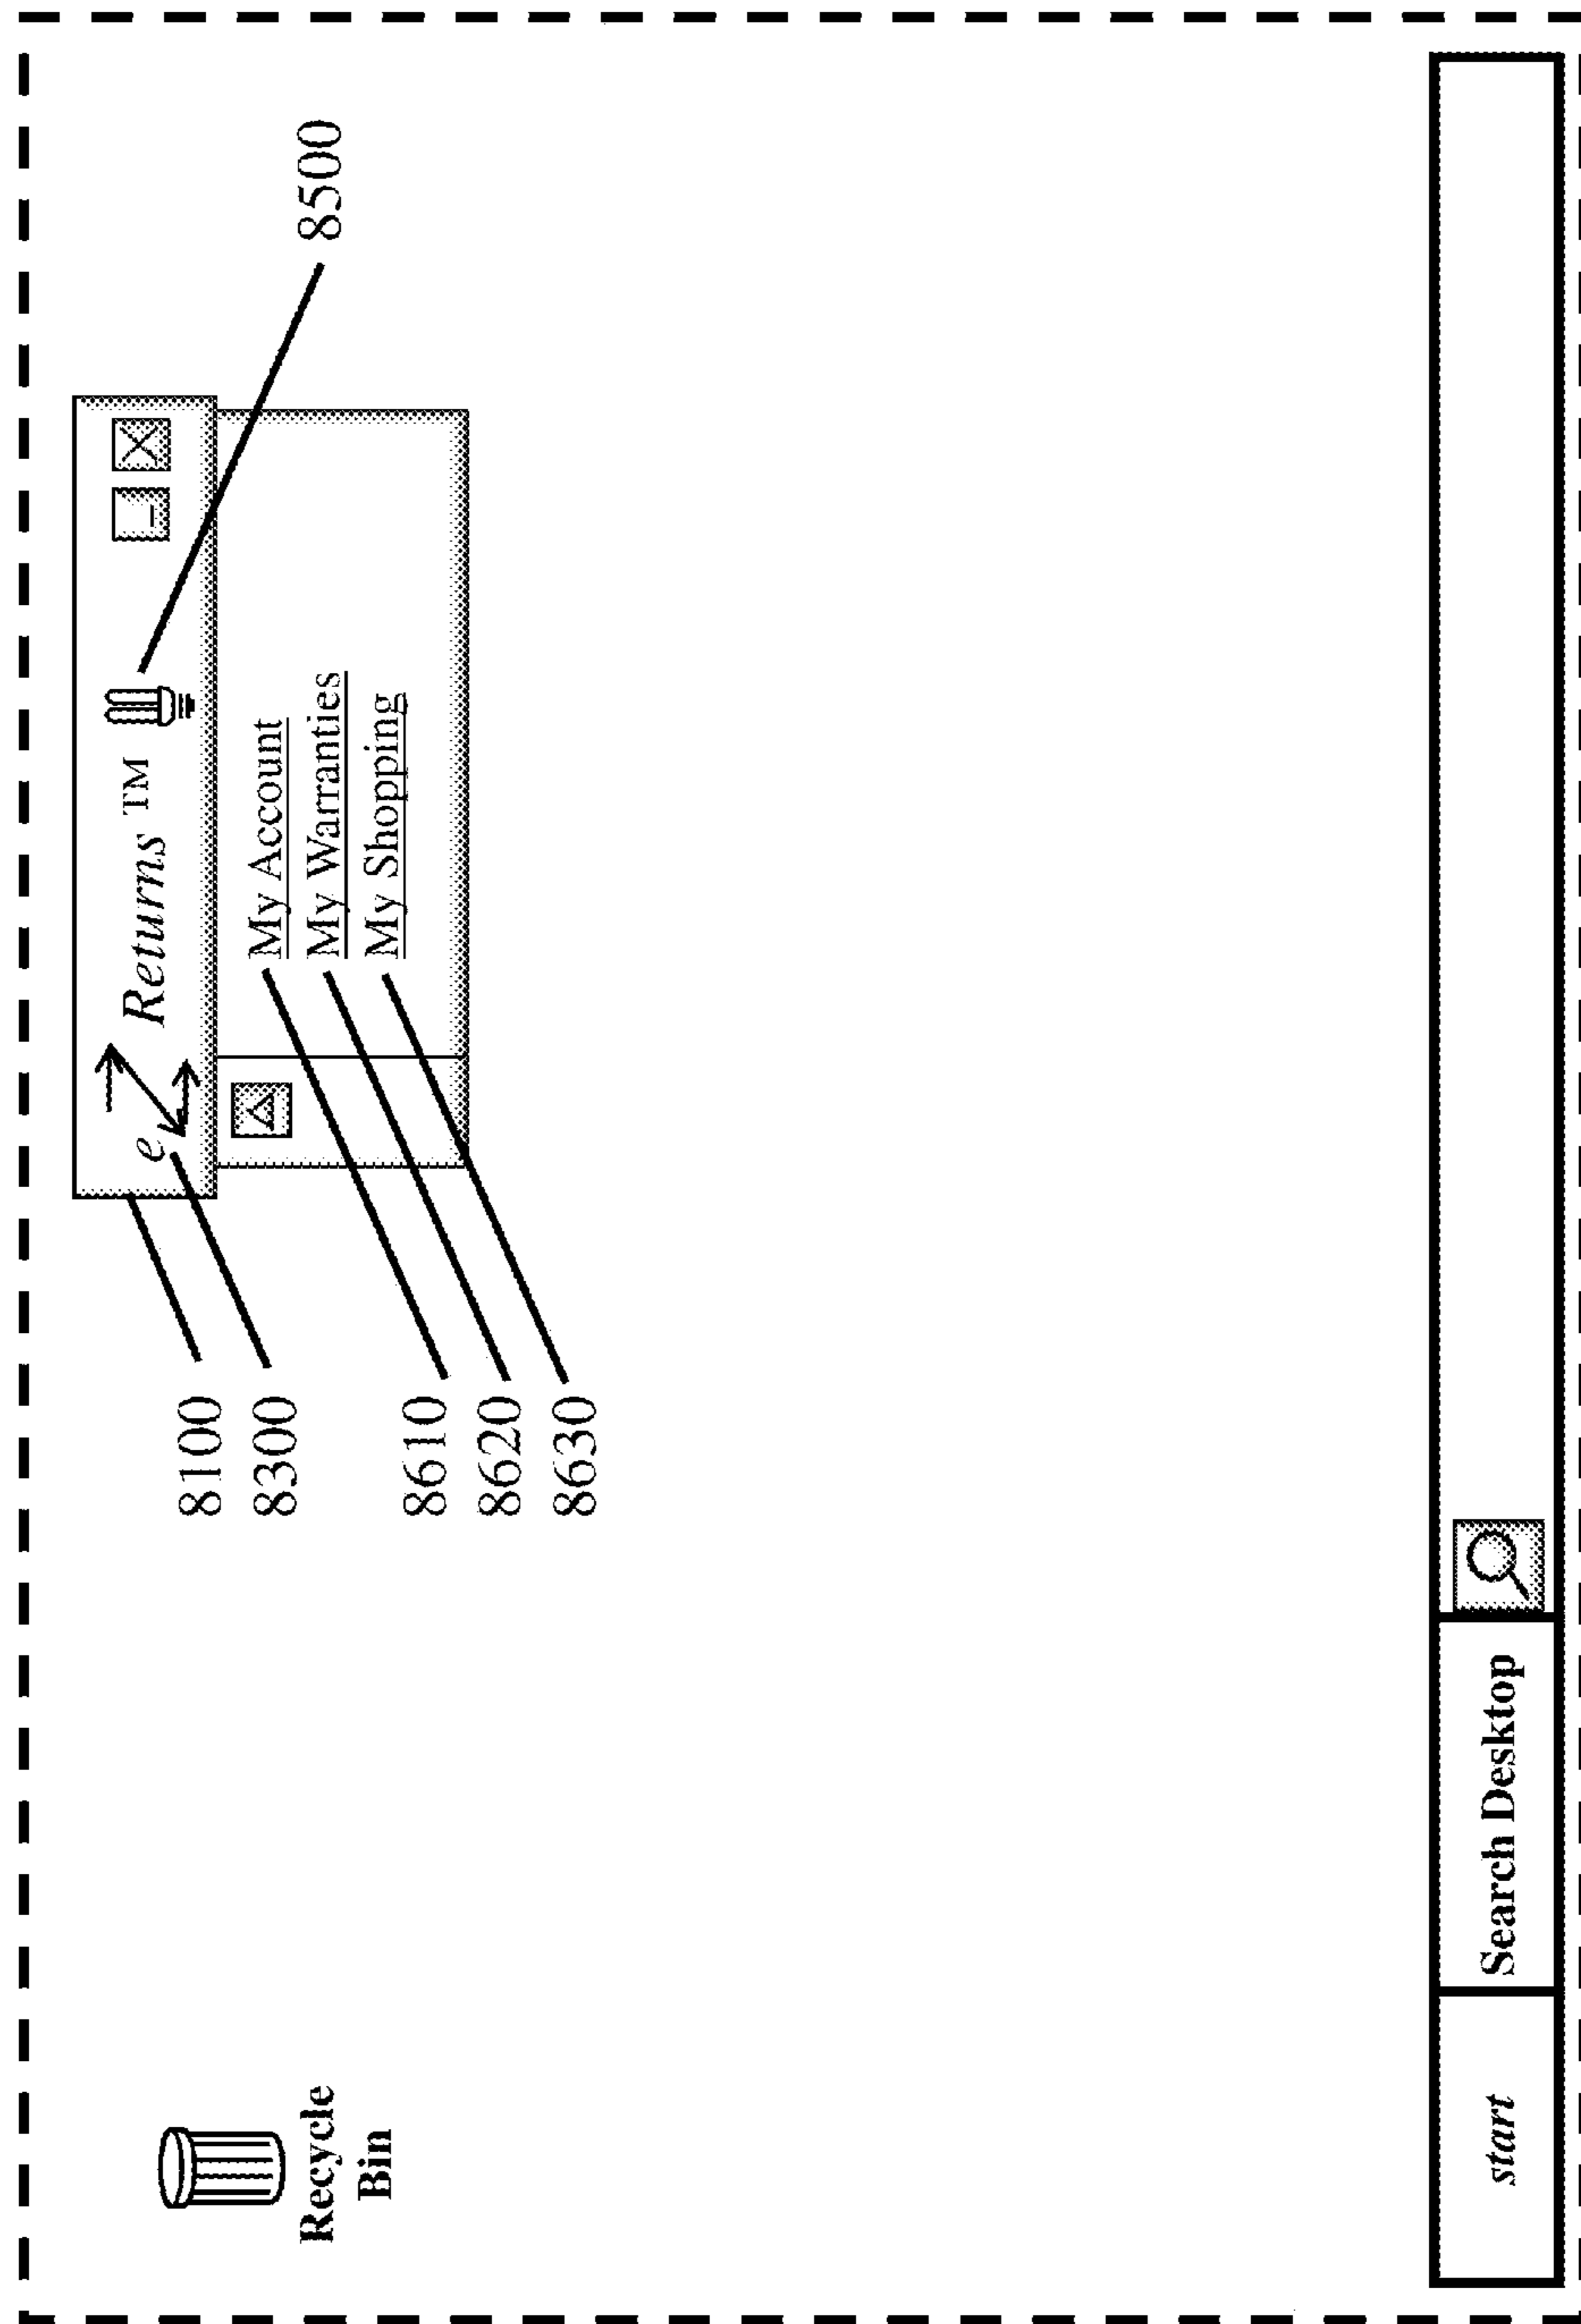 8500
e Returns ™
My Account
My Warranties
My Shopping
8100
8300
8610
8620
8630
Recycle
Bin
start
Search Desktop